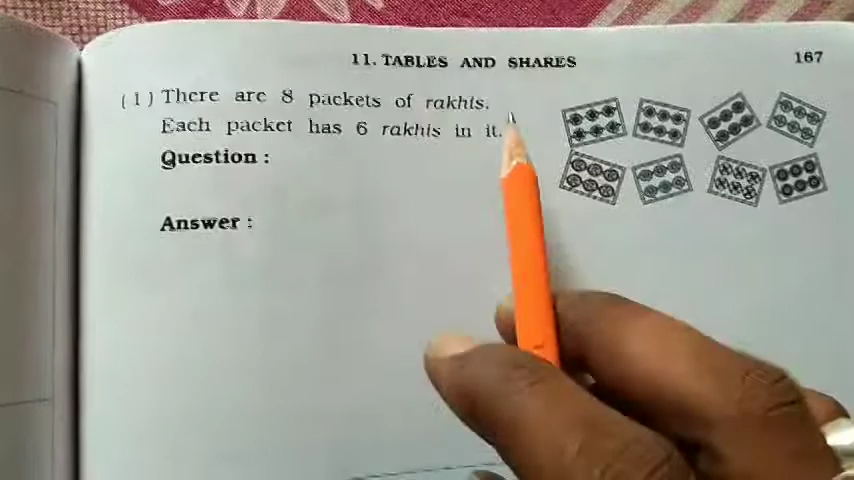 11. TABLES AND SHARES
167
(1) There are 8 packets of rakhis.
Each packet has 6 rakhis in it.
Question :
Answer :